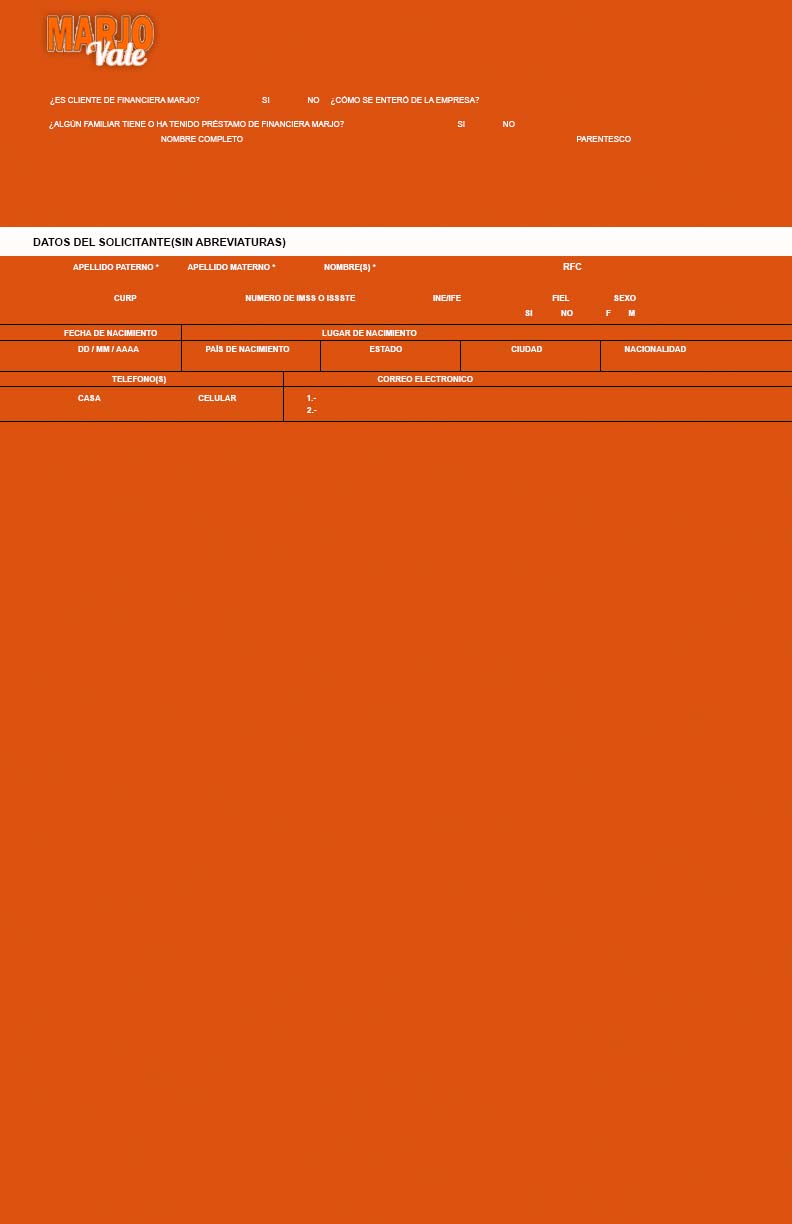 MARJO
Vale
¿ES CLIENTE DE FINANCIERA MARJO? SI NO ¿CÓMO SE ENTERÓ DE LA EMPRESA?
¿ALGÚN FAMILIAR TIENE O HA TENIDO PRÉSTAMO DE FINANCIERA MARJO? SI NO
NOMBRE COMPLETO PARENTESCO
DATOS DEL SOLICITANTE(SIN ABREVIATURAS)
APELLIDO PATERNO * APELLIDO MATERNO * NOMBRE(S) * RFC
CURP NUMERO DE IMSS O ISSSTE INE/IFE FIEL SEXO
SI NO F M
FECHA DE NACIMIENTO LUGAR DE NACIMIENTO
DD / MM / AAAA PAÍS DE NACIMIENTO ESTADO CIUDAD NACIONALIDAD
TELEFONO(S) CORREO ELECTRONICO
CASA CELULAR 1.-
2.-